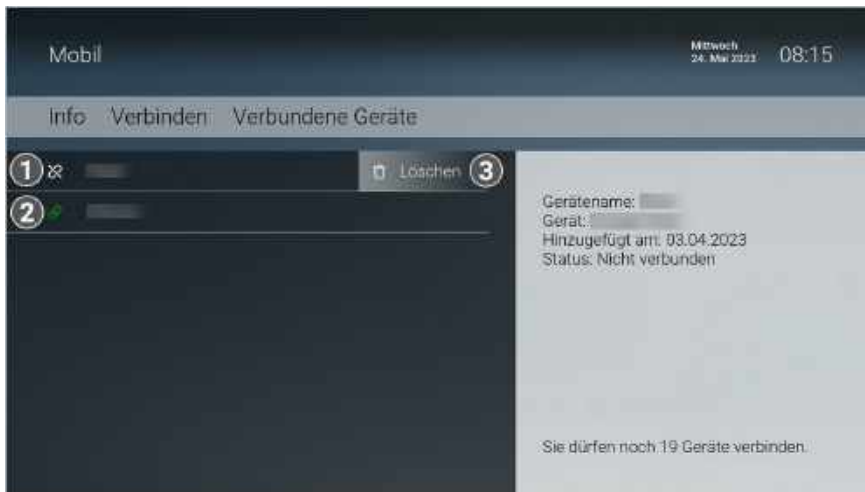 Mobil
Mittwoch
24. Mai 2023
08:15
Info Verbinden Verbundene Geräte
1
Löschen 3
2
Gerätename:
Gerät:
Hinzugefügt am: 03.04.2023
Status: Nicht verbunden
Sie dürfen noch 19 Geräte verbinden.